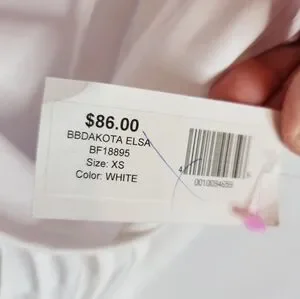 $86.00
BBDAKOTA ELSA
BF18895
Size: XS
Color: WHITE